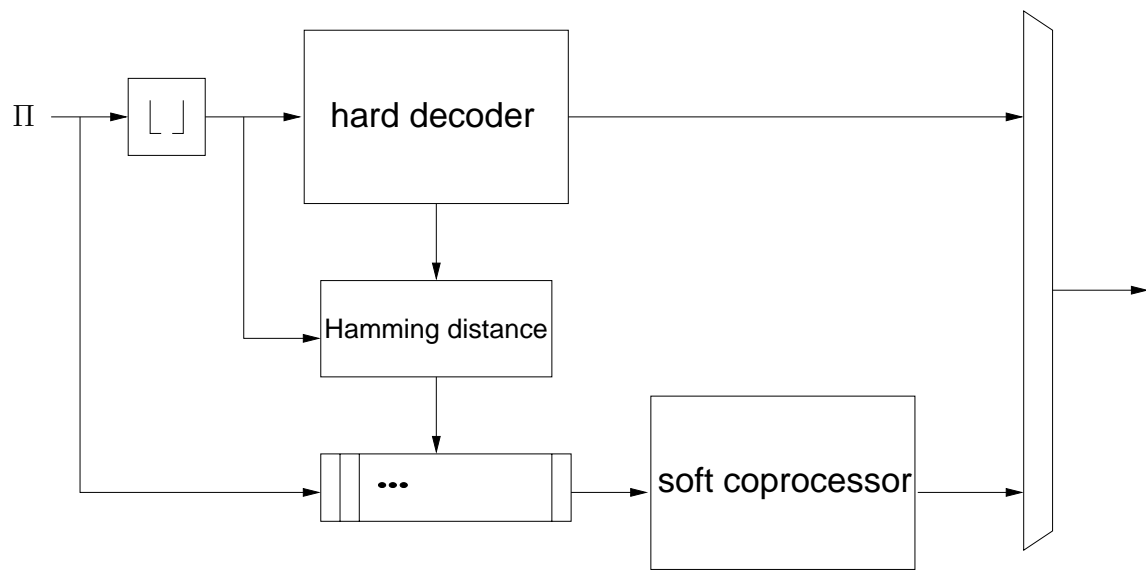 Π
⌊ ⌋
hard decoder
Hamming distance
•••
soft coprocessor